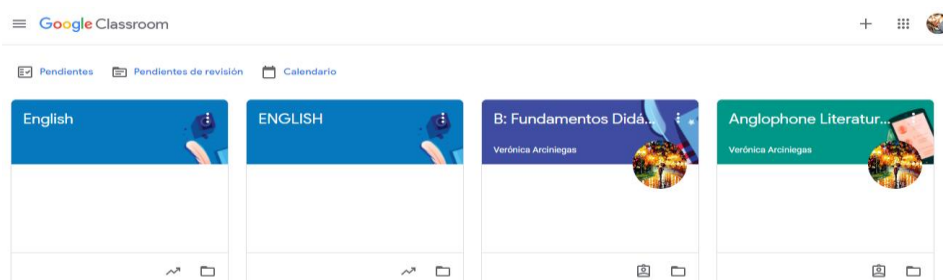 Google Classroom
Pendientes Pendientes de revisión Calendario
English
ENGLISH
B: Fundamentos Didá...
Verónica Arciniegas
Anglophone Literatur...
Verónica Arciniegas